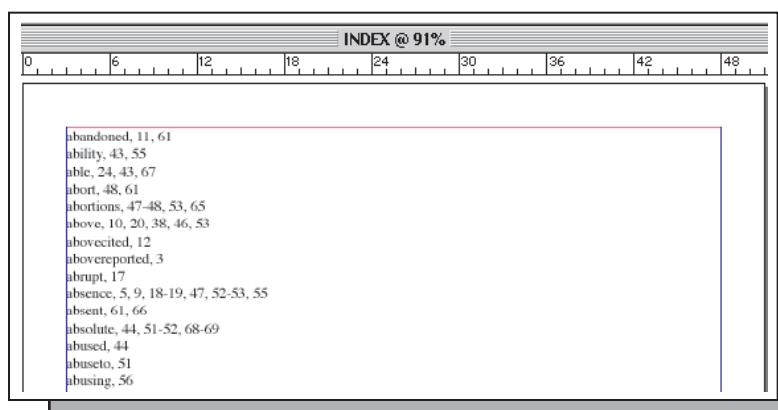 INDEX @ 91%
0 6 12 18 24 30 36 42 48
abandoned, 11, 61
ability, 43, 55
able, 24, 43, 67
abort, 48, 61
abortions, 47-48, 53, 65
above, 10, 20, 38, 46, 53
abovecited, 12
abovereported, 3
abrupt, 17
absence, 5, 9, 18-19, 47, 52-53, 55
absent, 61, 66
absolute, 44, 51-52, 68-69
abused, 44
abuseto, 51
abusing, 56